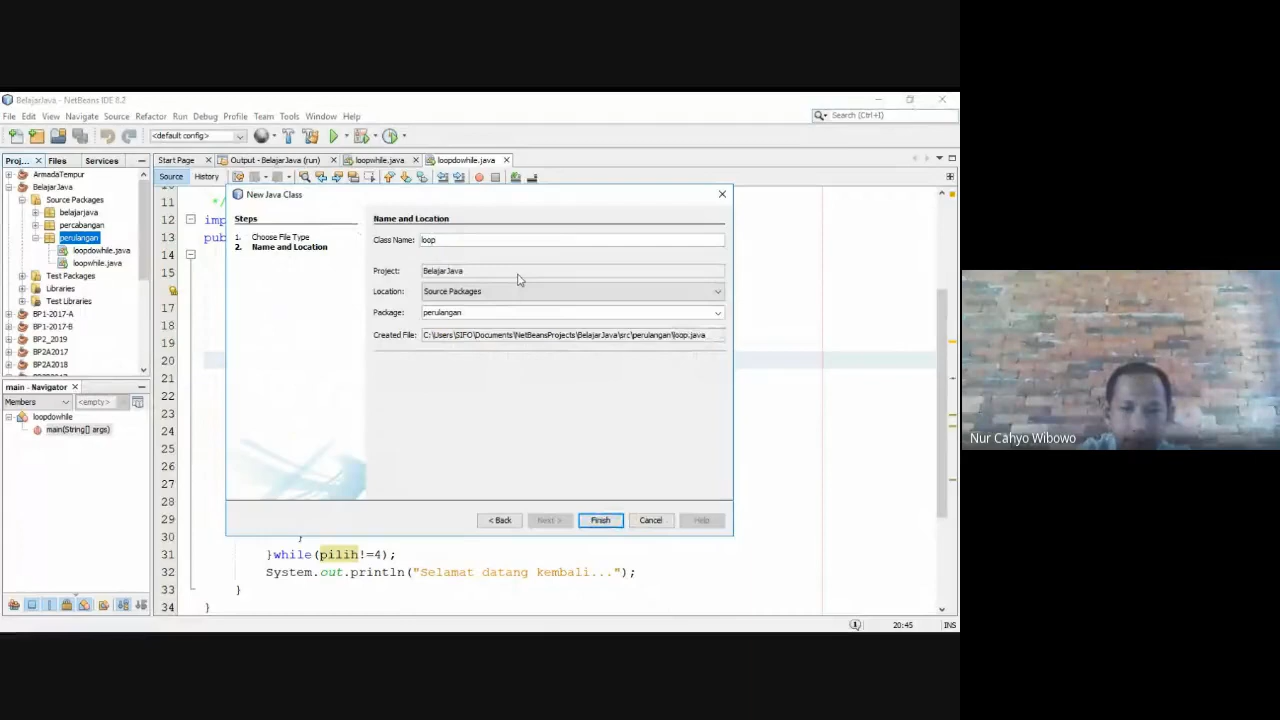 BelajarJava - NetBeans IDE 8.2
File Edit View Navigate Source Refactor Run Debug Profile Team Tools Window Help
Search (Ctrl+I)
<default config>
Proj... Files Services
Start Page Output - BelajarJava (run) loopwhile.java loopdowhile.java
Source History
ArmadaTempur
BelajarJava
Source Packages
belajarjava
percabangan
perulangan
loopdowhile.java
loopwhile.java
Test Packages
Libraries
Test Libraries
BP1-2017-A
BP1-2017-B
BP2_2019
BP2A2017
BP2A2018
main - Navigator
Members <empty>
loopdowhile
main(String[] args)
11 */
12 imp
13 pub
14
15
17
18
20
21
22
23
24
25
26
27
28
29
30 }
31 }while(pilih!=4);
32 System.out.println("Selamat datang kembali...");
33 }
34 }
New Java Class
Steps
1. Choose File Type
2. Name and Location
Name and Location
Class Name: loop
Project: BelajarJava
Location: Source Packages
Package: perulangan
Created File: C:\Users\SIFO\Documents\NetBeansProjects\BelajarJava\src\perulangan\loop.java
< Back Next > Finish Cancel Help
20:45 INS
Nur Cahyo Wibowo